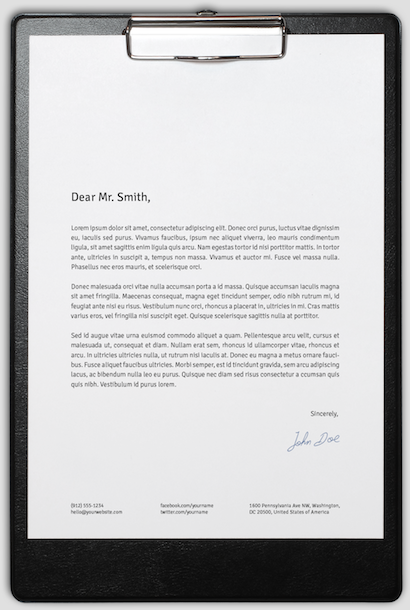 Dear Mr. Smith,
Lorem ipsum dolor sit amet, consectetur adipiscing elit. Donec orci purus, luctus vitae dignissim
eu, iaculis sed purus. Vivamus faucibus, ipsum nec aliquet viverra, leo mauris condimentum
ligula, sit amet sagittis enim ligula quis arcu. Nam egestas tortor id nisi porttitor mattis. In tortor
ante, ultricies in suscipit a, tempus non massa. Vivamus et auctor mi. Fusce vel massa nulla.
Phasellus nec eros mauris, et scelerisque orci.
Donec malesuada orci vitae nulla accumsan porta a id massa. Quisque accumsan iaculis magna
sit amet fringilla. Maecenas consequat, magna eget tincidunt semper, odio nibh rutrum mi, id
feugiat ante nisi eu risus. Vestibulum nunc orci, rhoncus a placerat in, ultricies in mi. Cras mattis
varius eros, vel fringilla nisi suscipit eget. Quisque scelerisque sagittis nulla at porttitor.
Sed id augue vitae urna euismod commodo aliquet a quam. Pellentesque arcu velit, cursus et
malesuada ut, consequat et diam. Nullam erat sem, rhoncus id ullamcorper vitae, rhoncus et
arcu. In ultricies ultricies nulla, ut rutrum nisi iaculis at. Donec eu magna a metus ornare fauci-
bus. Fusce aliquet faucibus ultricies. Morbi semper, est id tincidunt gravida, sem arcu adipiscing
lacus, ac bibendum nulla leo eu purus. Quisque nec diam sed risus consectetur a ccumsan quis
quis nibh. Vestibulum id purus lorem.
Sincerely,
John Doe
(912) 555-1234 facebook.com/yourname 1600 Pennsylvania Ave NW, Washington,
hello@yourwebsite.com twitter.com/yourname DC 20500, United States of America